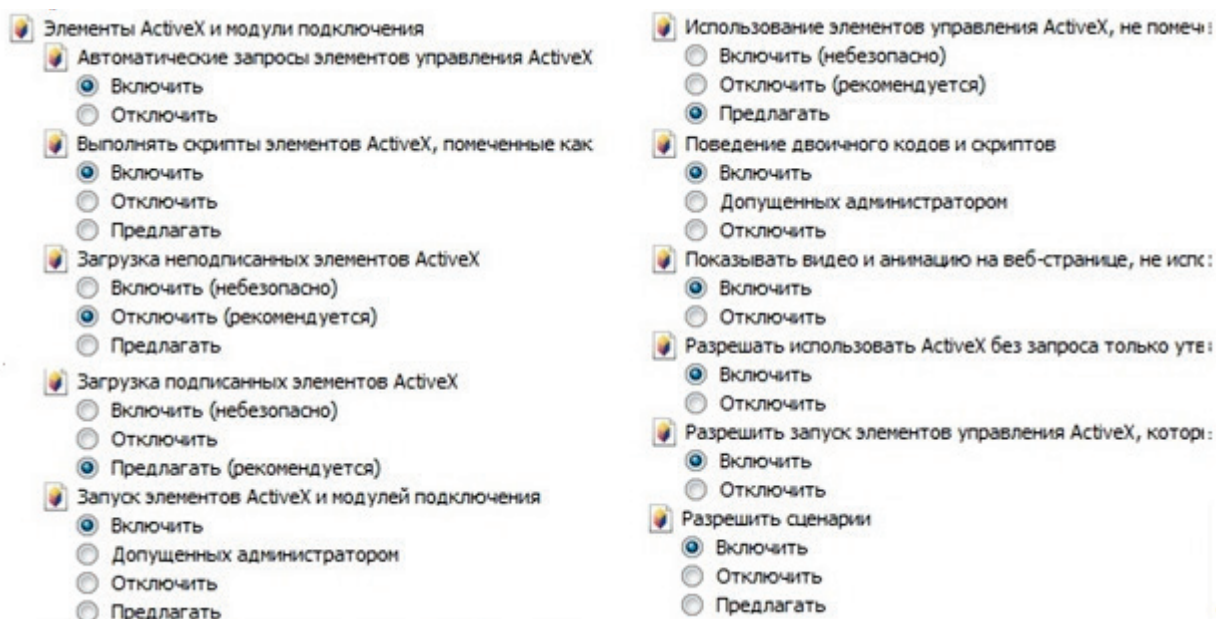 Элементы ActiveX и модули подключения
Автоматические запросы элементов управления ActiveX
Включить
Отключить
Выполнять скрипты элементов ActiveX, помеченные как
Включить
Отключить
Предлагать
Загрузка неподписанных элементов ActiveX
Включить (небезопасно)
Отключить (рекомендуется)
Предлагать
Загрузка подписанных элементов ActiveX
Включить (небезопасно)
Отключить
Предлагать (рекомендуется)
Запуск элементов ActiveX и модулей подключения
Включить
Допущенных администратором
Отключить
Предлагать
Использование элементов управления ActiveX, не
Включить (небезопасно)
Отключить (рекомендуется)
Предлагать
Поведение двоичного кодов и скриптов
Включить
Допущенных администратором
Отключить
Показывать видео и анимацию на веб-странице, не
Включить
Отключить
Разрешать использовать ActiveX без запроса только
Включить
Отключить
Разрешить запуск элементов управления ActiveX,
Включить
Отключить
Разрешить сценарии
Включить
Отключить
Предлагать